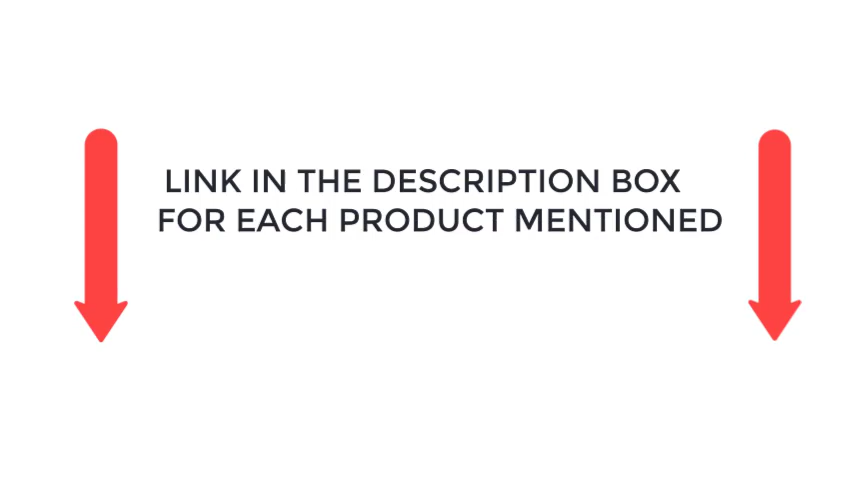 LINK IN THE DESCRIPTION BOX
FOR EACH PRODUCT MENTIONED